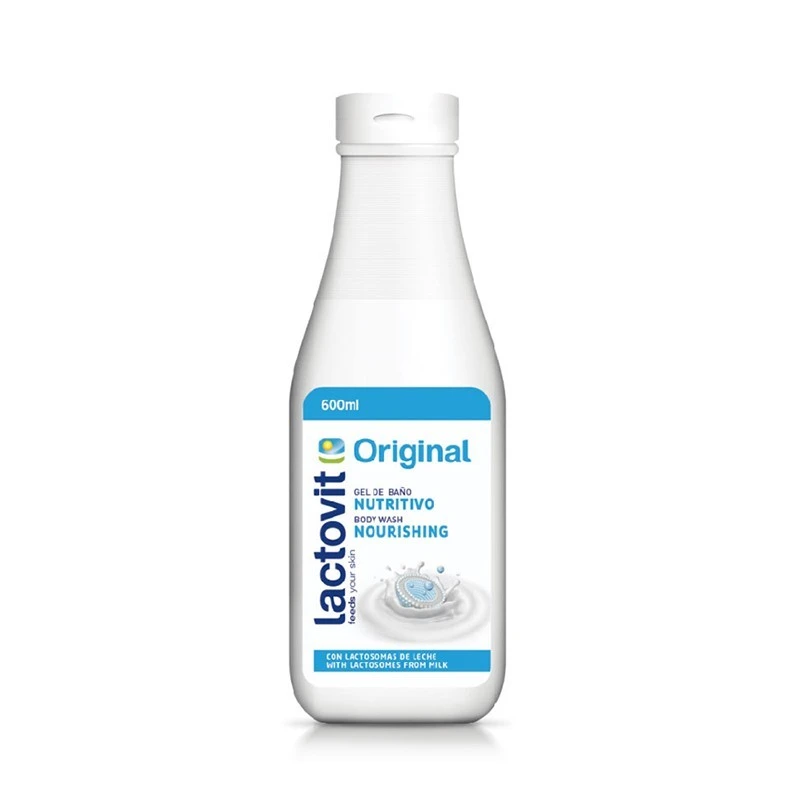 600ml
Original
lactovit
feeds your skin
GEL DE BAÑO
NUTRITIVO
BODY WASH
NOURISHING
CON LACTOSOMAS DE LECHE
WITH LACTOSOMES FROM MILK